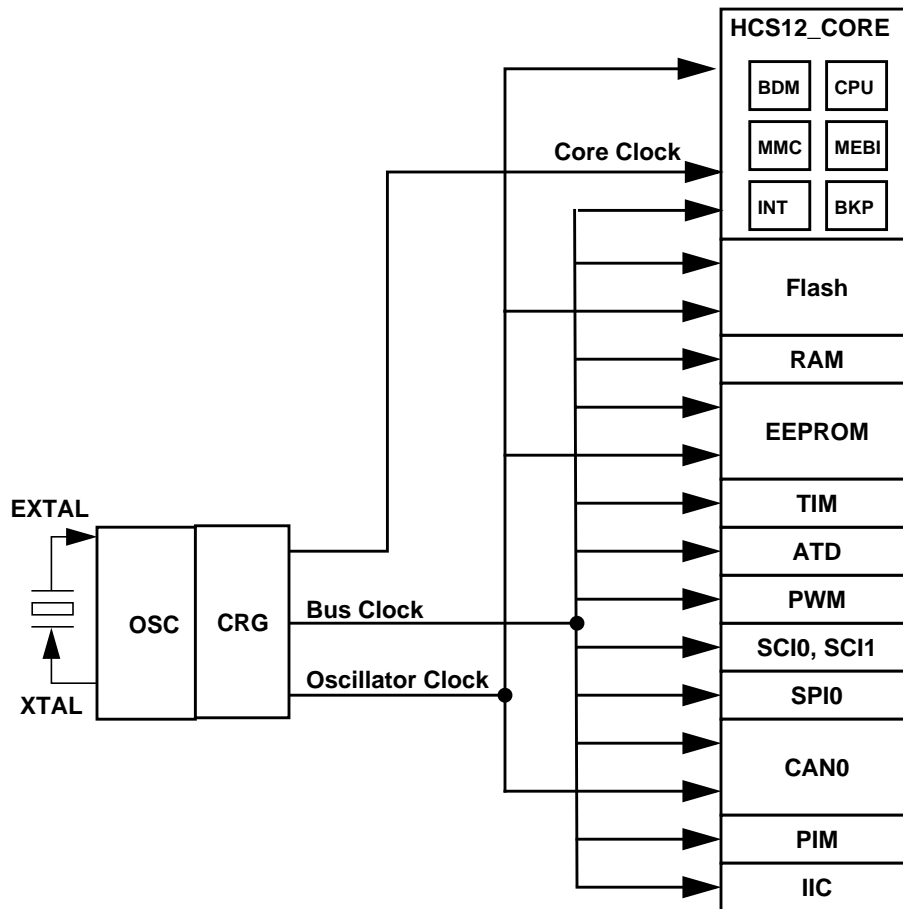 HCS12_CORE
BDM
CPU
MMC
MEBI
INT
BKP
Core Clock
Flash
RAM
EEPROM
TIM
ATD
PWM
SCI0, SCI1
SPI0
CAN0
PIM
IIC
EXTAL
OSC
CRG
XTAL
Bus Clock
Oscillator Clock